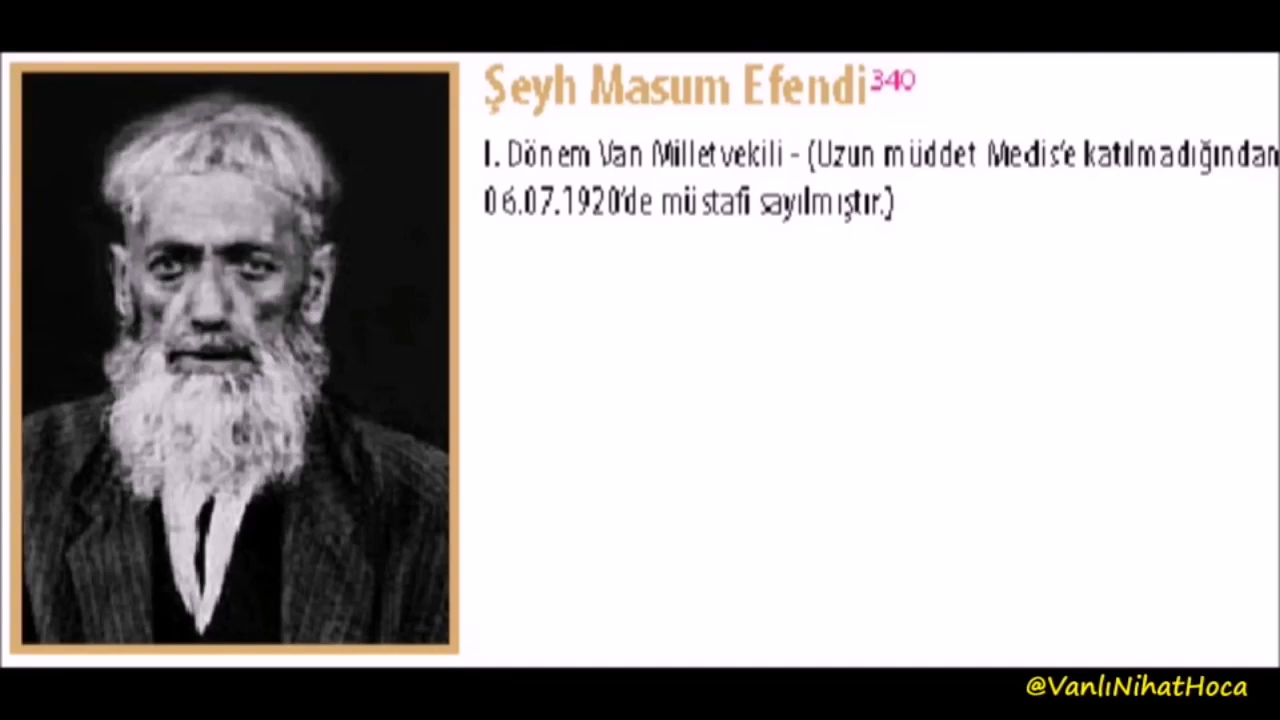 Şeyh Masum Efendi340
I. Dönem Van Milletvekili - (Uzun müddet Meclis'e katılmadığından
06.07.1920'de müstafi sayılmıştır.)
@VanlıNihatHoca